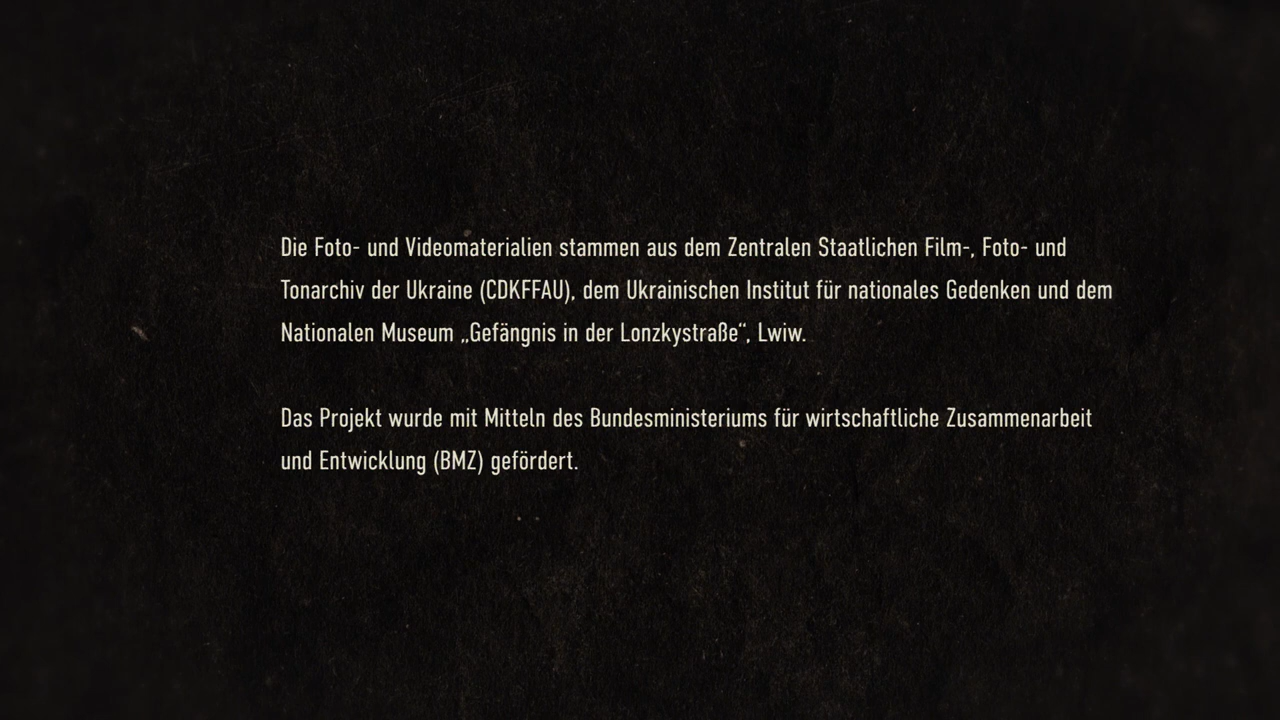 Die Foto- und Videomaterialien stammen aus dem Zentralen Staatlichen Film-, Foto- und
Tonarchiv der Ukraine (CDKFFAU), dem Ukrainischen Institut für nationales Gedenken und dem
Nationalen Museum „Gefängnis in der Lonzkystraße“, Lwiw.
Das Projekt wurde mit Mitteln des Bundesministeriums für wirtschaftliche Zusammenarbeit
und Entwicklung (BMZ) gefördert.